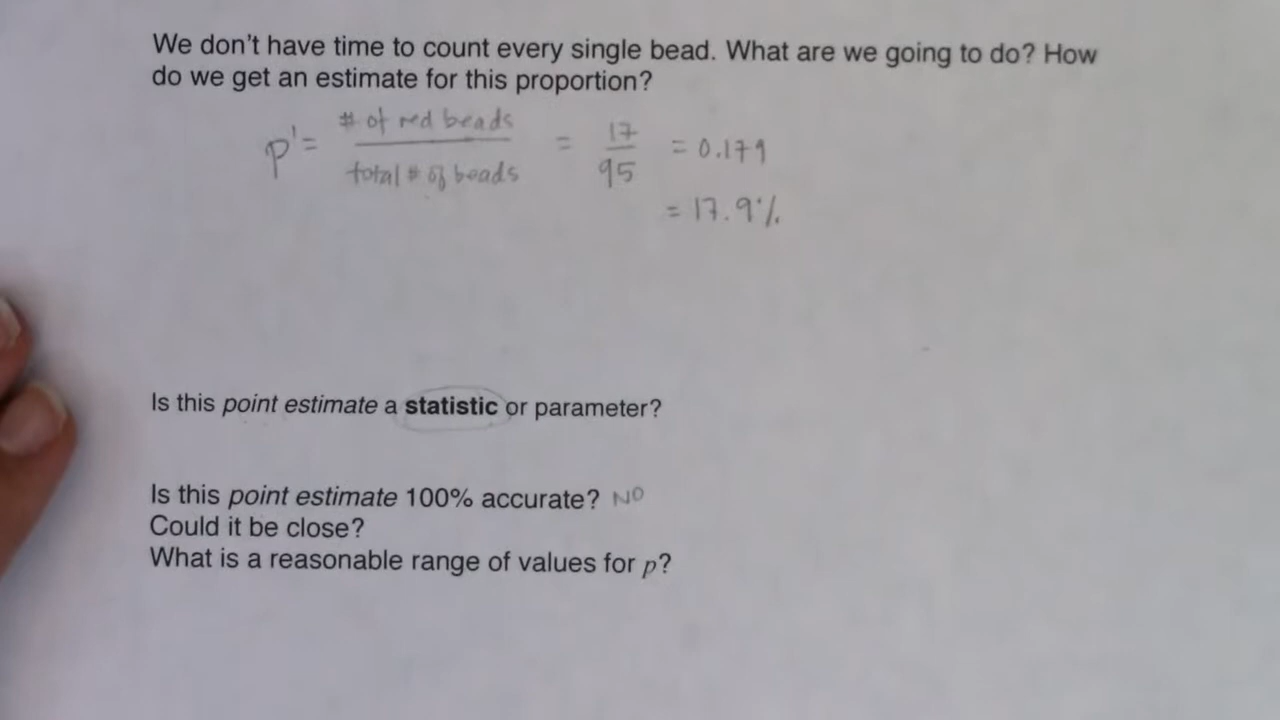 We don't have time to count every single bead. What are we going to do? How
do we get an estimate for this proportion?
p' = # of red beads / total # of beads = 17/95 = 0.179
= 17.9%
Is this point estimate a statistic or parameter?
Is this point estimate 100% accurate? NO
Could it be close?
What is a reasonable range of values for p?